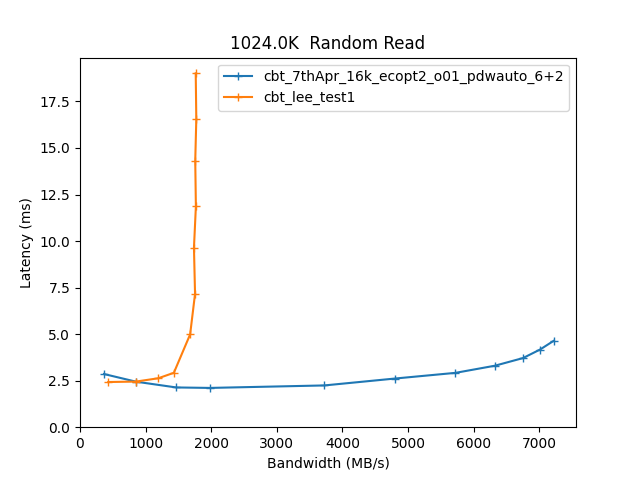 1024.0K  Random Read
cbt_7thApr_16k_ecopt2_o01_pdwauto_6+2
cbt_lee_test1
Latency (ms)
17.5
15.0
12.5
10.0
7.5
5.0
2.5
0.0
0 1000 2000 3000 4000 5000 6000 7000
Bandwidth (MB/s)